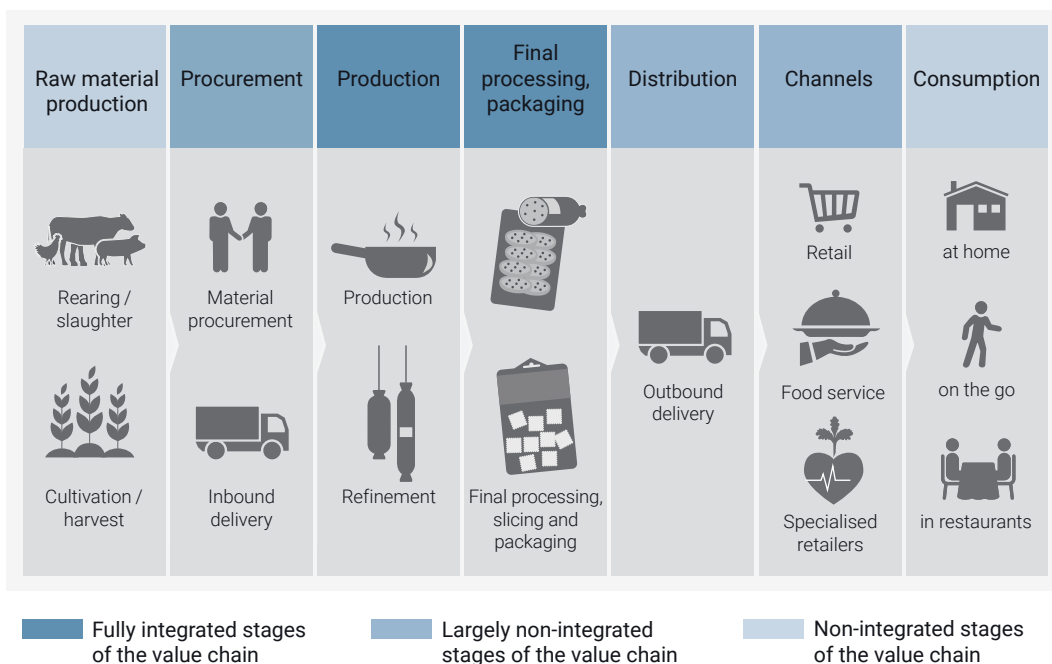 Raw material
production
Procurement
Production
Final
processing,
packaging
Distribution
Channels
Consumption
Rearing /
slaughter
Cultivation /
harvest
Material
procurement
Inbound
delivery
Production
Refinement
Final processing,
slicing and
packaging
Outbound
delivery
Retail
Food service
Specialised
retailers
at home
on the go
in restaurants
Fully integrated stages
of the value chain
Largely non-integrated
stages of the value chain
Non-integrated stages
of the value chain